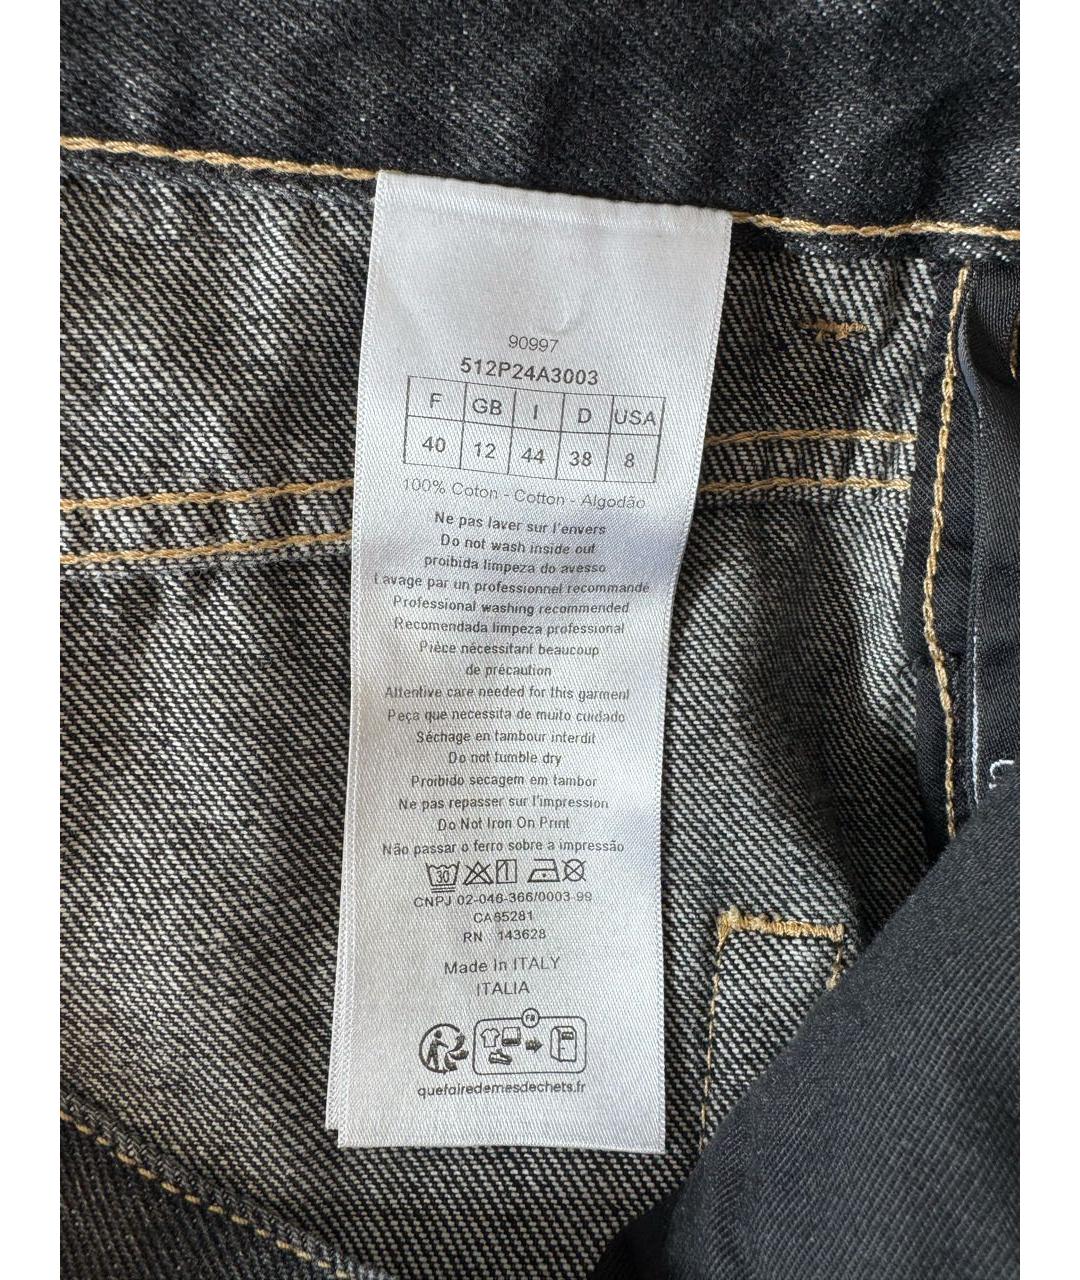 90997
512P24A3003
F GB I D USA
40 12 44 38 8
100% Coton - Cotton - Algodão
Ne pas laver sur l'envers
Do not wash inside out
proibida limpeza do avesso
Lavage par un professionnel recommandé
Professional washing recommended
Recomendada limpeza professional
Pièce nécessitant beaucoup
de précaution
Attentive care needed for this garment
Peça que necessita de muito cuidado
Séchage en tambour interdit
Do not tumble dry
Proibido secagem em tambor
Ne pas repasser sur l'impression
Do Not Iron On Print
Não passar o ferro sobre a impressão
30
CNPJ 02-046-366/0003-99
CA65281
RN 143628
Made in ITALY
ITALIA
FR
quefairedemesdechets.fr